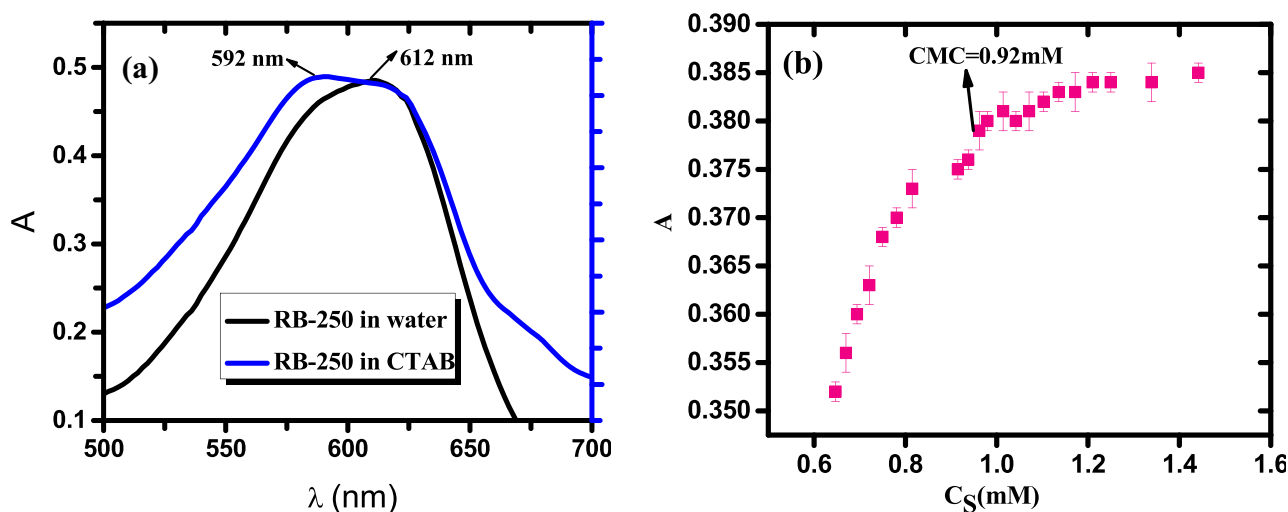 (a)
592 nm
612 nm
0.5
0.4
0.3
0.2
0.1
A
RB-250 in water
RB-250 in CTAB
500
550
600
650
700
λ (nm)
(b)
CMC=0.92mM
0.390
0.385
0.380
0.375
0.370
0.365
0.360
0.355
0.350
A
0.6
0.8
1.0
1.2
1.4
1.6
CS(mM)